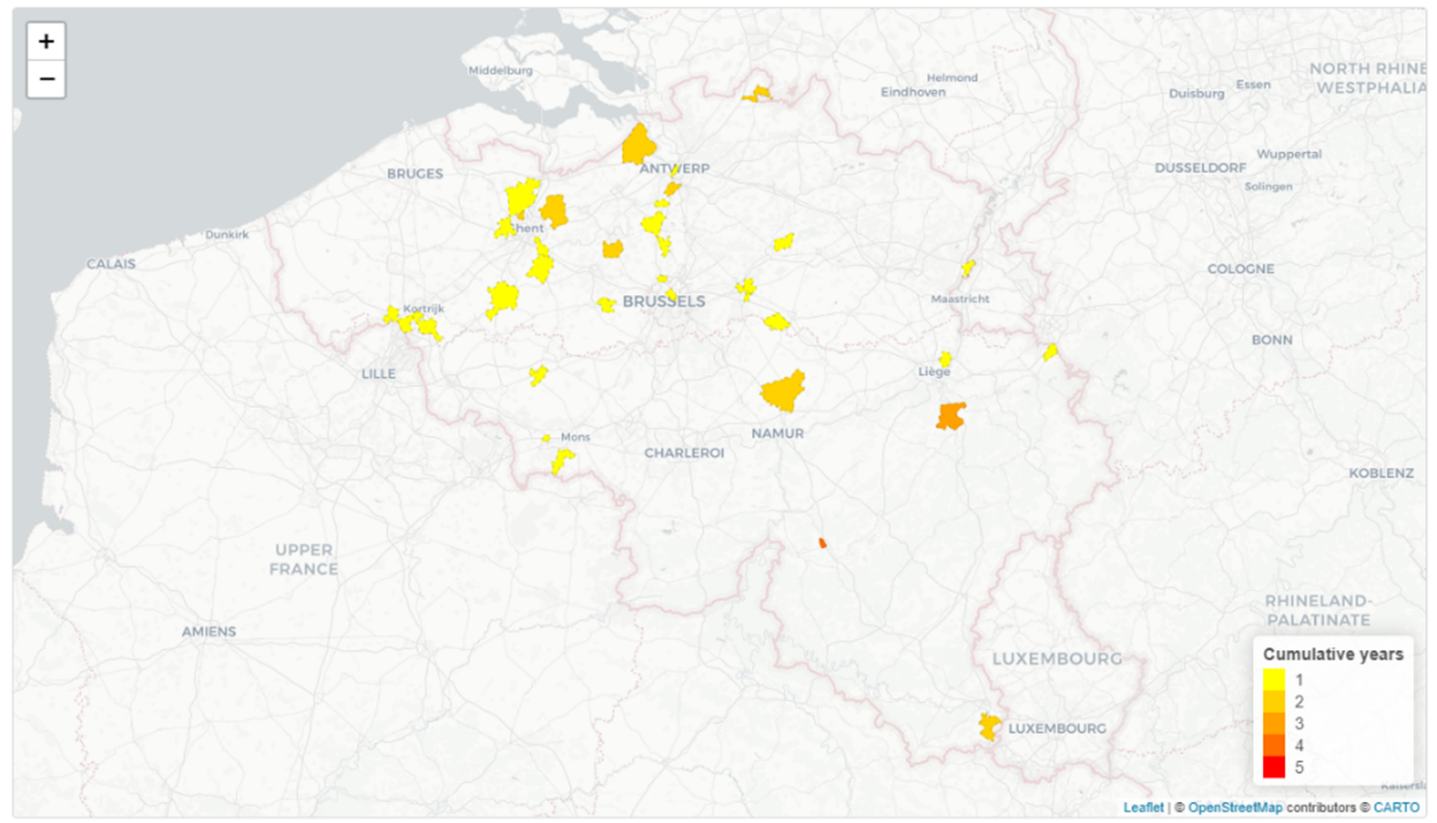 +
−
Middelburg
Helmond
Eindhoven
NORTH RHINE
WESTPHALIA
Duisburg
Essen
BRUGES
ANTWERP
DUSSELDORF
Wuppertal
Solingen
Dunkirk
Ghent
CALAIS
COLOGNE
Kortrijk
BRUSSELS
Maastricht
LILLE
Liège
BONN
Mons
NAMUR
CHARLEROI
KOBLENZ
UPPER
FRANCE
AMIENS
RHINELAND-
PALATINATE
LUXEMBOURG
LUXEMBOURG
Cumulative years
1
2
3
4
5
Leaflet | © OpenStreetMap contributors © CARTO